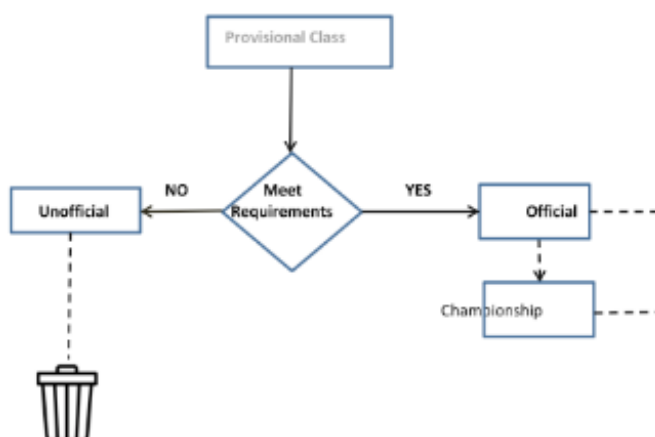 Provisional Class
NO
Meet
Requirements
YES
Unofficial
Official
Championship